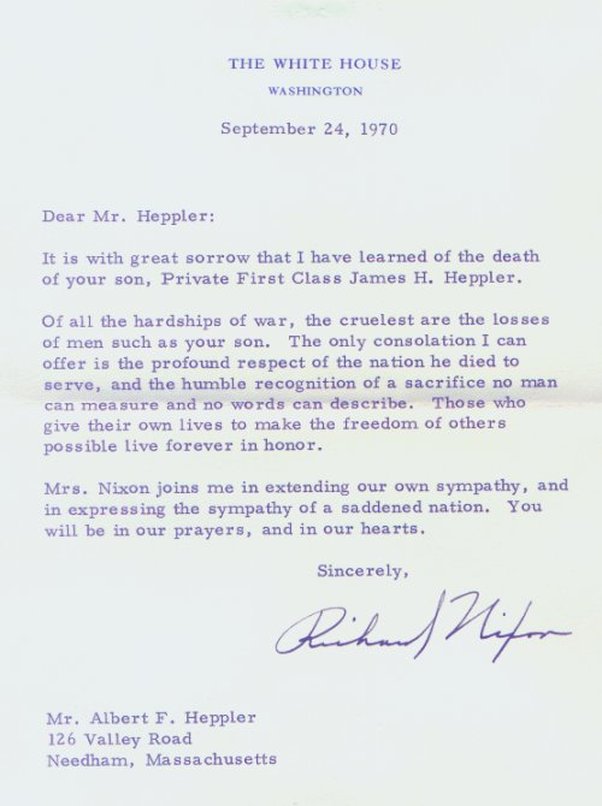 THE WHITE HOUSE
WASHINGTON
September 24, 1970
Dear Mr. Heppler:
It is with great sorrow that I have learned of the death
of your son, Private First Class James H. Heppler.
Of all the hardships of war, the cruelest are the losses
of men such as your son. The only consolation I can
offer is the profound respect of the nation he died to
serve, and the humble recognition of a sacrifice no man
can measure and no words can describe. Those who
give their own lives to make the freedom of others
possible live forever in honor.
Mrs. Nixon joins me in extending our own sympathy, and
in expressing the sympathy of a saddened nation. You
will be in our prayers, and in our hearts.
Sincerely,
Richard Nixon
Mr. Albert F. Heppler
126 Valley Road
Needham, Massachusetts